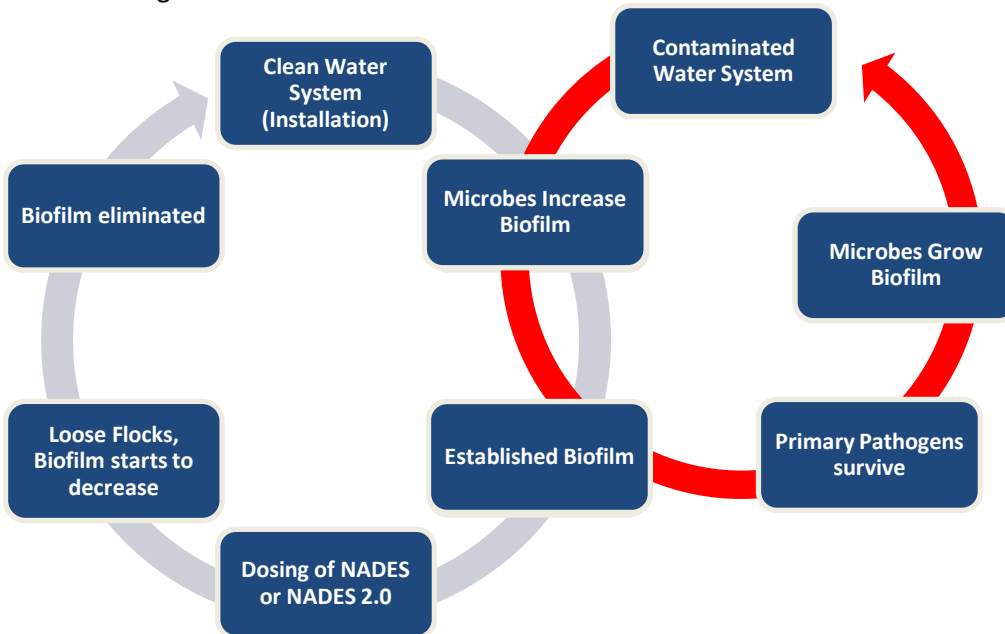 Clean Water
System
(Installation)
Contaminated
Water System
Biofilm eliminated
Microbes Increase
Biofilm
Microbes Grow
Biofilm
Loose Flocks,
Biofilm starts to
decrease
Established Biofilm
Primary Pathogens
survive
Dosing of NADES
or NADES 2.0